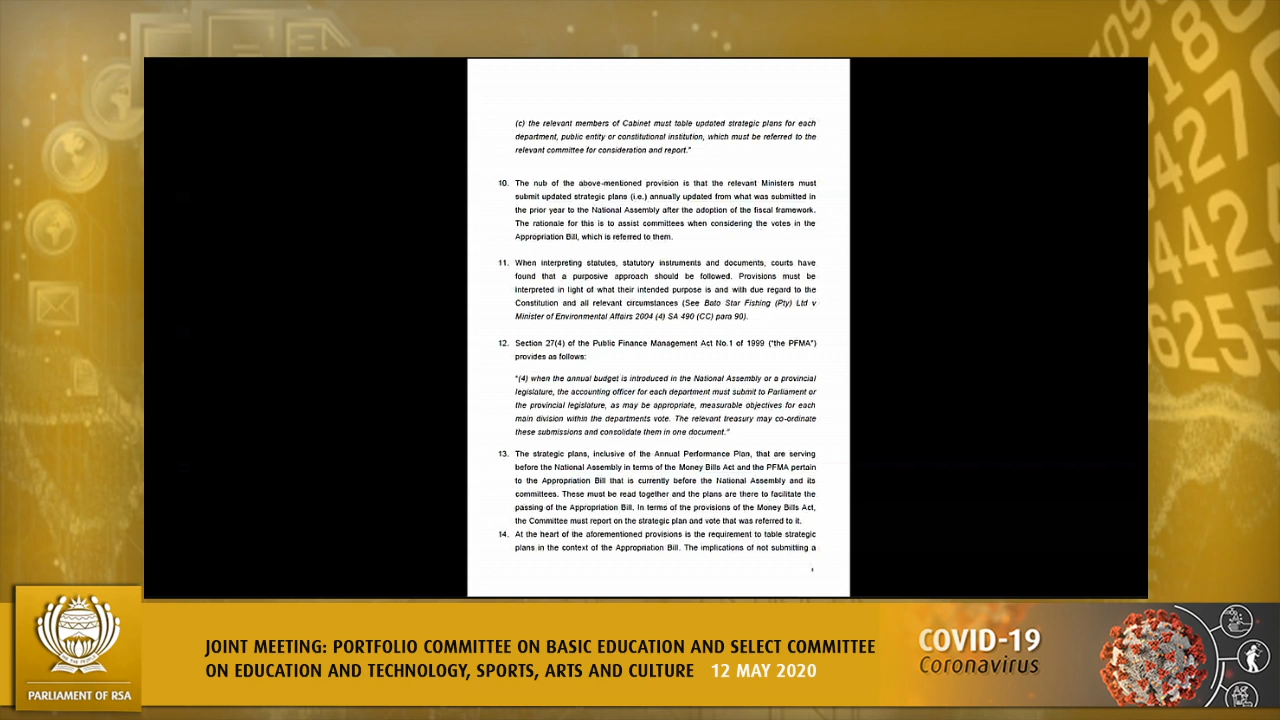 (c) the relevant members of Cabinet must table updated strategic plans for each
department, public entity or constitutional institution, which must be referred to the
relevant committee for consideration and report."
10. The nub of the above-mentioned provision is that the relevant Ministers must
submit updated strategic plans (i.e.) annually updated from what was submitted in
the prior year to the National Assembly after the adoption of the fiscal framework.
The rationale for this is to assist committees when considering the votes in the
Appropriation Bill, which is referred to them.
11. When interpreting statutes, statutory instruments and documents, courts have
found that a purposive approach should be followed. Provisions must be
interpreted in light of what their intended purpose is and with due regard to the
Constitution and all relevant circumstances (See Bato Star Fishing (Pty) Ltd v
Minister of Environmental Affairs 2004 (4) SA 490 (CC) para 90).
12. Section 27(4) of the Public Finance Management Act No.1 of 1999 ("the PFMA")
provides as follows:
"(4) when the annual budget is introduced in the National Assembly or a provincial
legislature, the accounting officer for each department must submit to Parliament or
the provincial legislature, as may be appropriate, measurable objectives for each
main division within the departments vote. The relevant treasury may co-ordinate
these submissions and consolidate them in one document."
13. The strategic plans, inclusive of the Annual Performance Plan, that are serving
before the National Assembly in terms of the Money Bills Act and the PFMA pertain
to the Appropriation Bill that is currently before the National Assembly and its
committees. These must be read together and the plans are there to facilitate the
passing of the Appropriation Bill. In terms of the provisions of the Money Bills Act,
the Committee must report on the strategic plan and vote that was referred to it.
14. At the heart of the aforementioned provisions is the requirement to table strategic
plans in the context of the Appropriation Bill. The implications of not submitting a
JOINT MEETING: PORTFOLIO COMMITTEE ON BASIC EDUCATION AND SELECT COMMITTEE
ON EDUCATION AND TECHNOLOGY, SPORTS, ARTS AND CULTURE 12 MAY 2020
PARLIAMENT OF RSA
COVID-19
Coronavirus